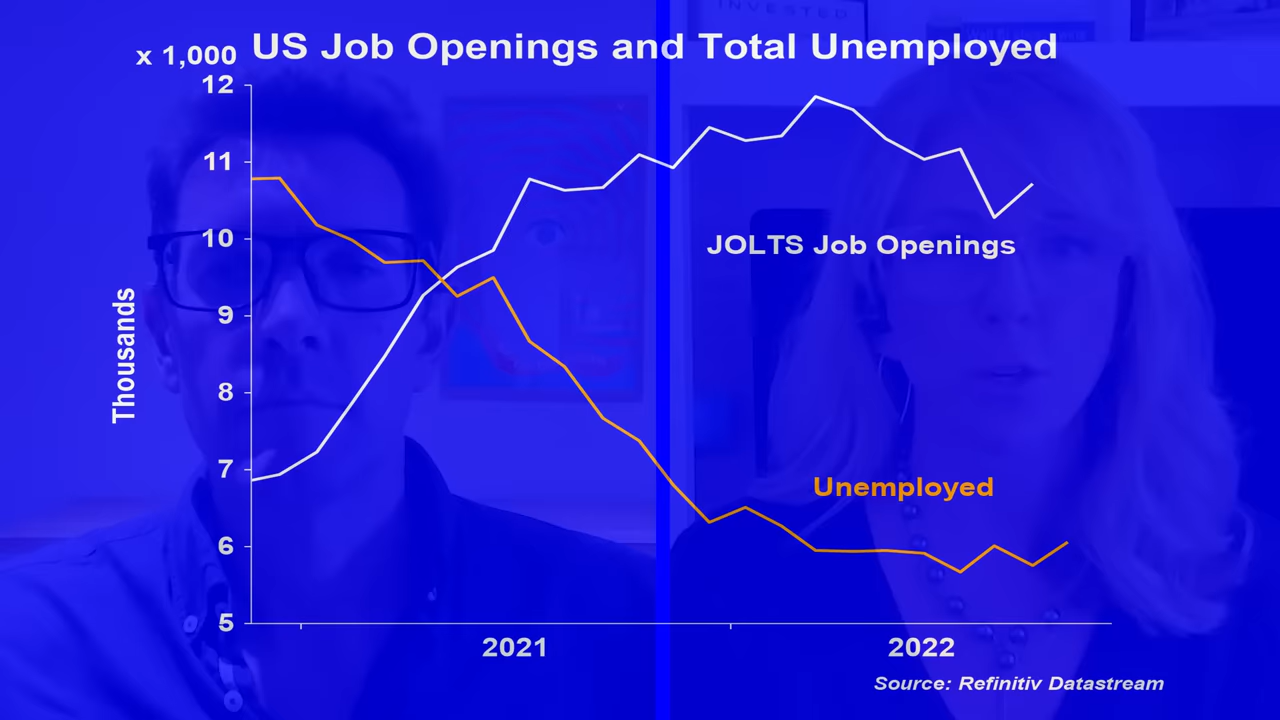 INVESTED
US Job Openings and Total Unemployed
x 1,000
12
11
10
9
8
7
6
5
Thousands
JOLTS Job Openings
Unemployed
2021
2022
Source: Refinitiv Datastream